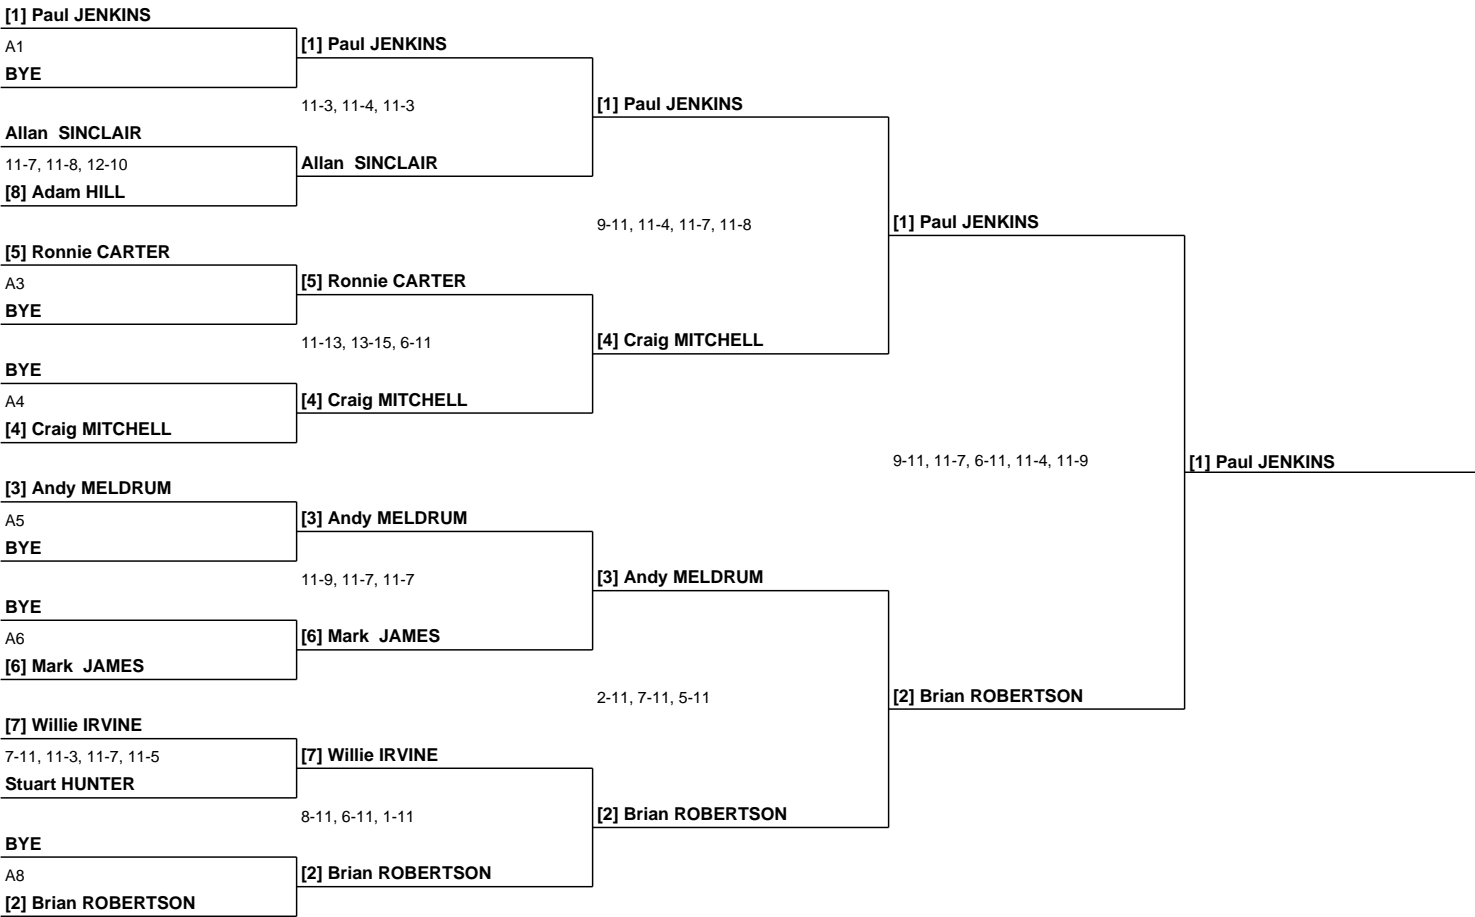 [1] Paul JENKINS
A1
BYE
Allan  SINCLAIR
11-7, 11-8, 12-10
[8] Adam HILL
[5] Ronnie CARTER
A3
BYE
BYE
A4
[4] Craig MITCHELL
[3] Andy MELDRUM
A5
BYE
BYE
A6
[6] Mark  JAMES
[7] Willie IRVINE
7-11, 11-3, 11-7, 11-5
Stuart HUNTER
BYE
A8
[2] Brian ROBERTSON
[1] Paul JENKINS
11-3, 11-4, 11-3
Allan  SINCLAIR
[5] Ronnie CARTER
11-13, 13-15, 6-11
[4] Craig MITCHELL
[3] Andy MELDRUM
11-9, 11-7, 11-7
[6] Mark  JAMES
[7] Willie IRVINE
8-11, 6-11, 1-11
[2] Brian ROBERTSON
[1] Paul JENKINS
9-11, 11-4, 11-7, 11-8
[4] Craig MITCHELL
[3] Andy MELDRUM
2-11, 7-11, 5-11
[2] Brian ROBERTSON
[1] Paul JENKINS
9-11, 11-7, 6-11, 11-4, 11-9
[2] Brian ROBERTSON
[1] Paul JENKINS